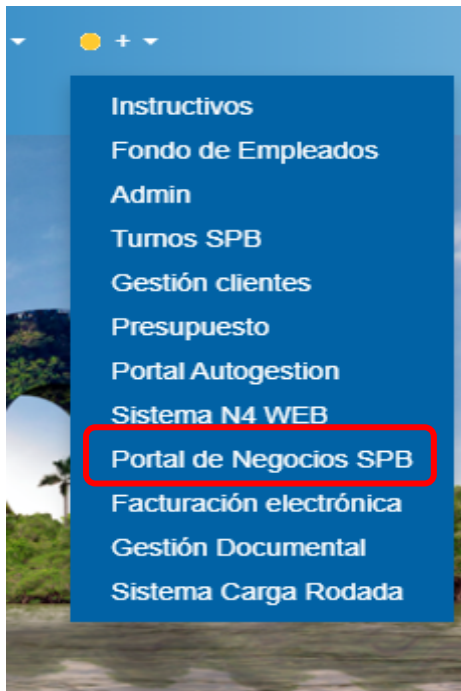 +
Instructivos
Fondo de Empleados
Admin
Turnos SPB
Gestión clientes
Presupuesto
Portal Autogestion
Sistema N4 WEB
Portal de Negocios SPB
Facturación electrónica
Gestión Documental
Sistema Carga Rodada